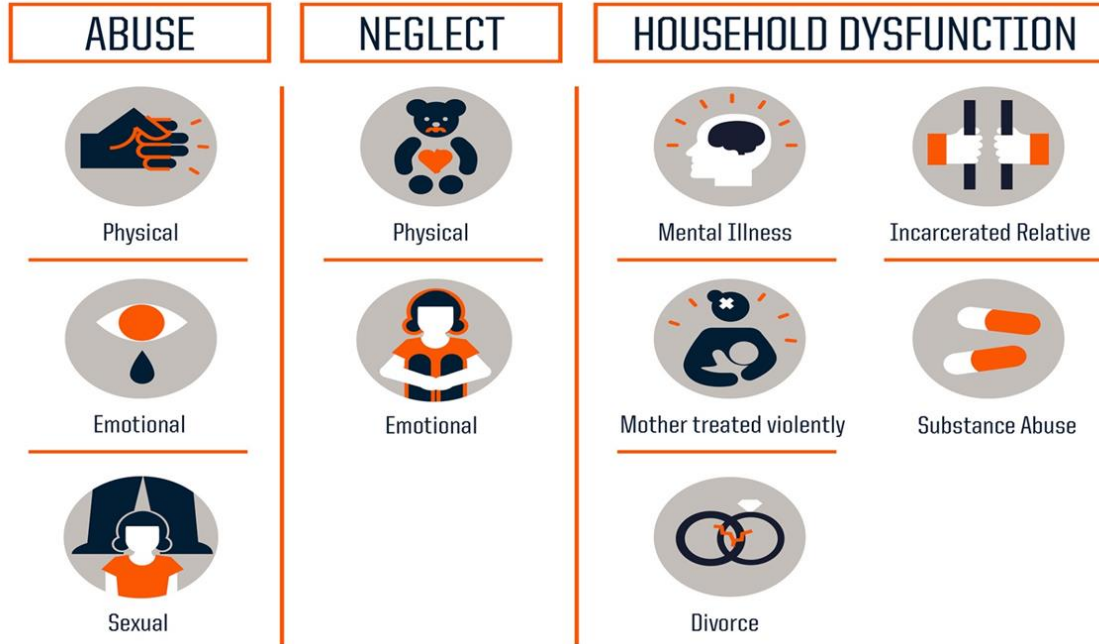 ABUSE
NEGLECT
HOUSEHOLD DYSFUNCTION
Physical
Emotional
Sexual
Physical
Emotional
Mental Illness
Incarcerated Relative
Mother treated violently
Substance Abuse
Divorce